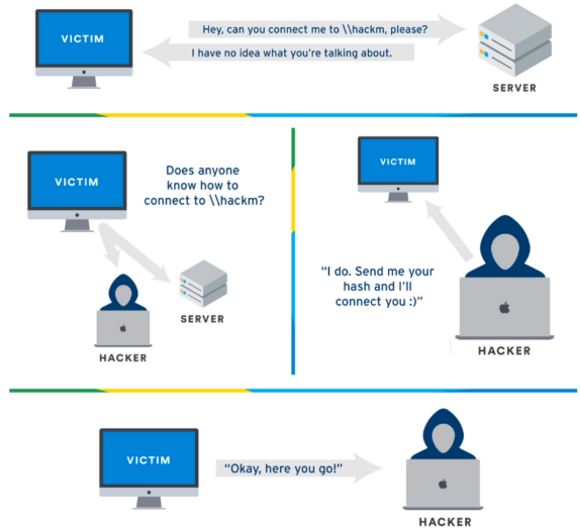 VICTIM
Hey, can you connect me to \\hackm, please?
I have no idea what you're talking about.
SERVER
VICTIM
Does anyone
know how to
connect to \\hackm?
SERVER
HACKER
VICTIM
“I do. Send me your
hash and I'll
connect you :)”
HACKER
VICTIM
“Okay, here you go!”
HACKER